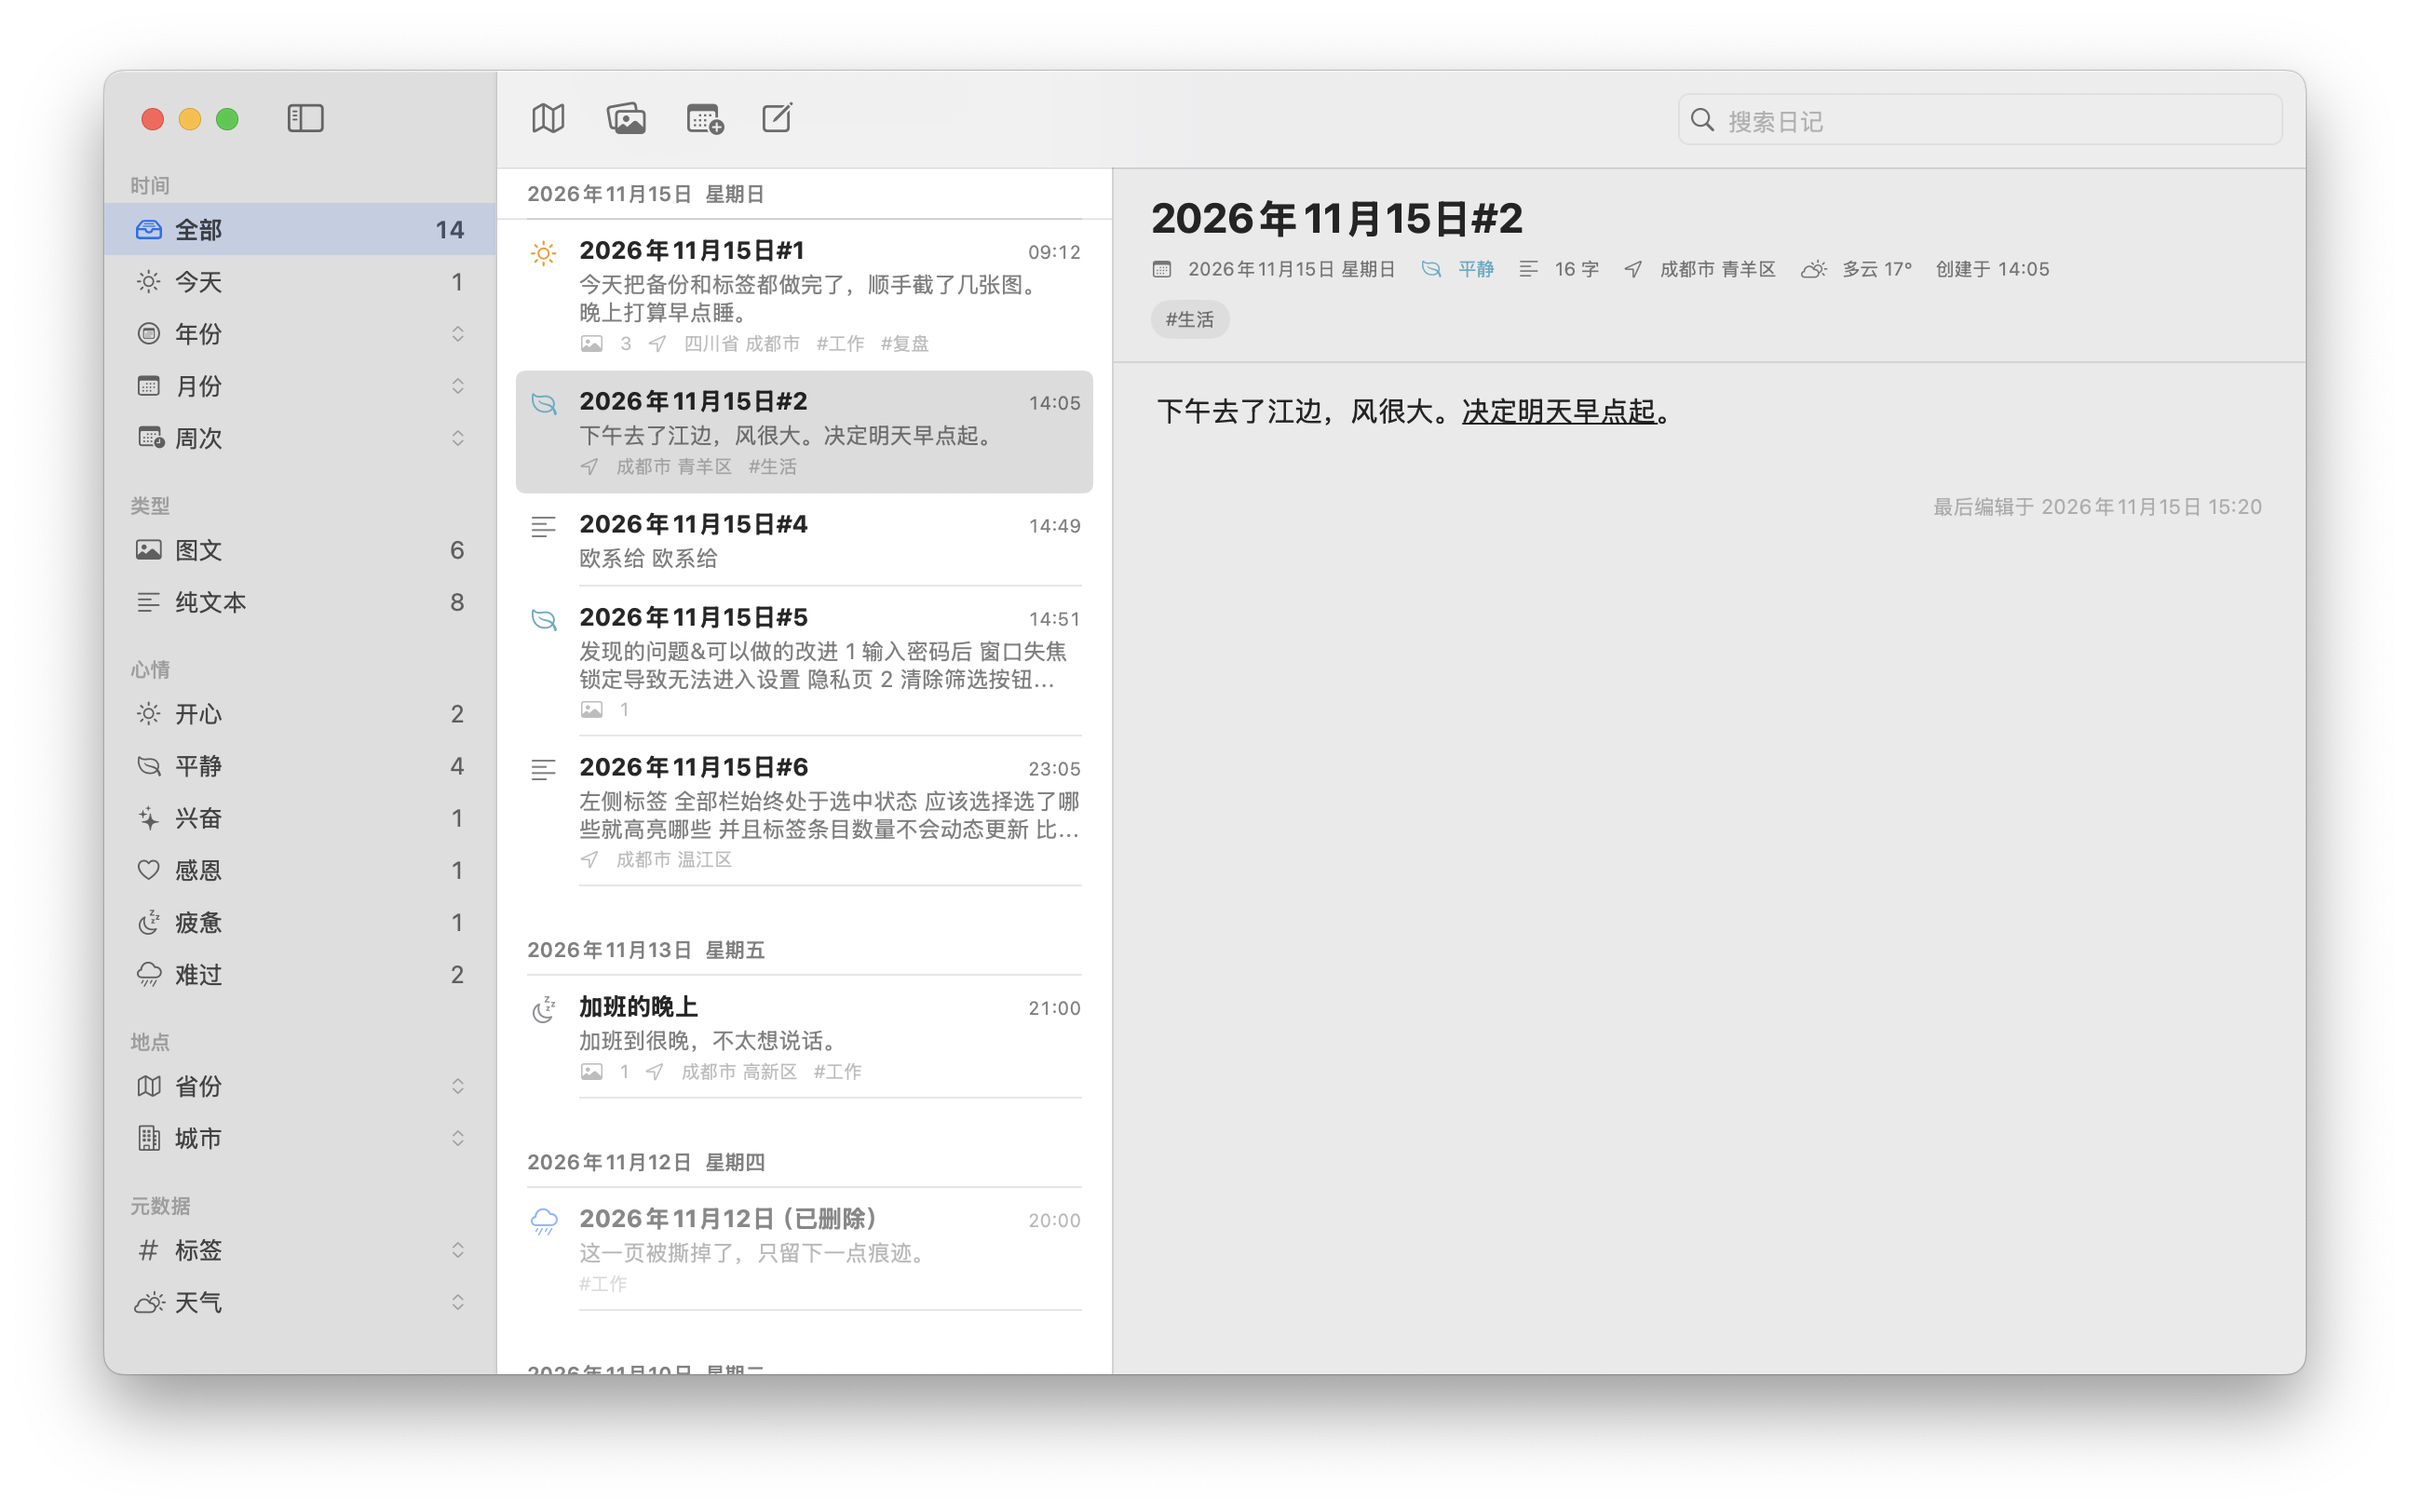 搜索日记
时间
全部 14
今天 1
年份
月份
周次
类型
图文 6
纯文本 8
心情
开心 2
平静 4
兴奋 1
感恩 1
疲惫 1
难过 2
地点
省份
城市
元数据
标签
天气
2026年11月15日 星期日
2026年11月15日#1 09:12
今天把备份和标签都做完了，顺手截了几张图。
晚上打算早点睡。
3 四川省 成都市 #工作 #复盘
2026年11月15日#2 14:05
下午去了江边，风很大。决定明天早点起。
成都市 青羊区 #生活
2026年11月15日#4 14:49
欧系给 欧系给
2026年11月15日#5 14:51
发现的问题&可以做的改进 1 输入密码后 窗口失焦
锁定导致无法进入设置 隐私页 2 清除筛选按钮...
1
2026年11月15日#6 23:05
左侧标签 全部栏始终处于选中状态 应该选择选了哪
些就高亮哪些 并且标签条目数量不会动态更新 比...
成都市 温江区
2026年11月13日 星期五
加班的晚上 21:00
加班到很晚，不太想说话。
1 成都市 高新区 #工作
2026年11月12日 星期四
2026年11月12日（已删除） 20:00
这一页被撕掉了，只留下一点痕迹。
#工作
2026年11月10日 星期二
2026年11月15日#2
2026年11月15日 星期日 平静 16 字 成都市 青羊区 多云 17° 创建于 14:05
#生活
下午去了江边，风很大。决定明天早点起。
最后编辑于 2026年11月15日 15:20